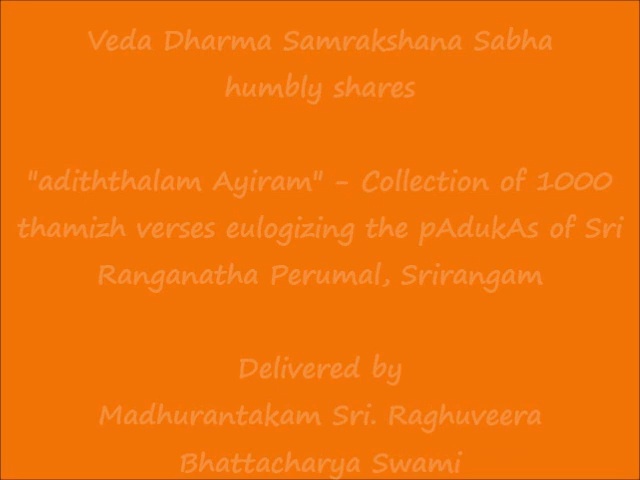 Veda Dharma Samrakshana Sabha
humbly shares
"adiththalam Ayiram" - Collection of 1000
thamizh verses eulogizing the pAdukAs of Sri
Ranganatha Perumal, Srirangam
Delivered by
Madhurantakam Sri. Raghuveera
Bhattacharya Swami